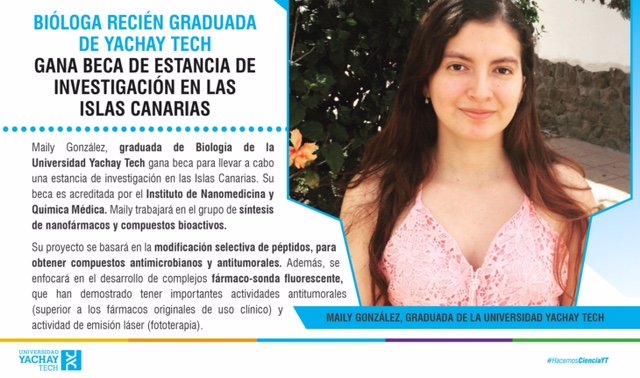 BIÓLOGA RECIÉN GRADUADA
DE YACHAY TECH
GANA BECA DE ESTANCIA DE
INVESTIGACIÓN EN LAS
ISLAS CANARIAS
Maily González, graduada de Biología de la
Universidad Yachay Tech gana beca para llevar a cabo
una estancia de investigación en las Islas Canarias. Su
beca es acreditada por el Instituto de Nanomedicina y
Química Médica. Maily trabajará en el grupo de síntesis
de nanofármacos y compuestos bioactivos.
Su proyecto se basará en la modificación selectiva de péptidos, para
obtener compuestos antimicrobianos y antitumorales. Además, se
enfocará en el desarrollo de complejos fármaco-sonda fluorescente,
que han demostrado tener importantes actividades antitumorales
(superior a los fármacos originales de uso clínico) y
actividad de emisión láser (fototerapia).
MAILY GONZÁLEZ, GRADUADA DE LA UNIVERSIDAD YACHAY TECH
UNIVERSIDAD
YACHAY
TECH
#HacemosCienciaYT